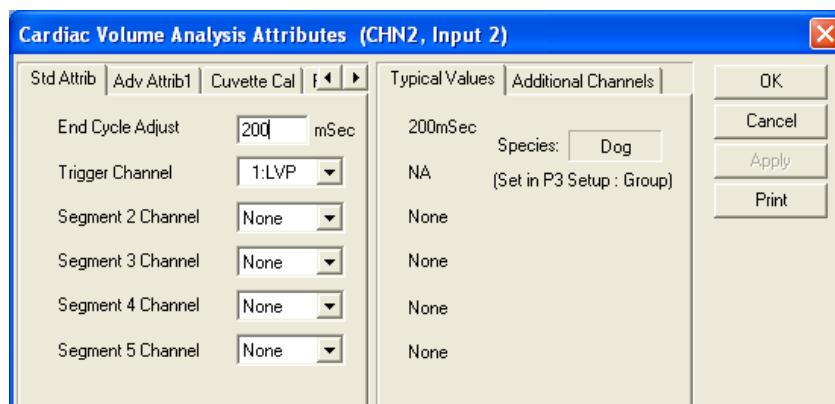 Cardiac Volume Analysis Attributes (CHN2, Input 2)
Std Attrib Adv Attrib1 Cuvette Cal
Typical Values Additional Channels
OK
Cancel
Apply
Print
End Cycle Adjust 200 mSec
Trigger Channel 1:LVP
Segment 2 Channel None
Segment 3 Channel None
Segment 4 Channel None
Segment 5 Channel None
200mSec
Species: Dog
NA (Set in P3 Setup : Group)
None
None
None
None